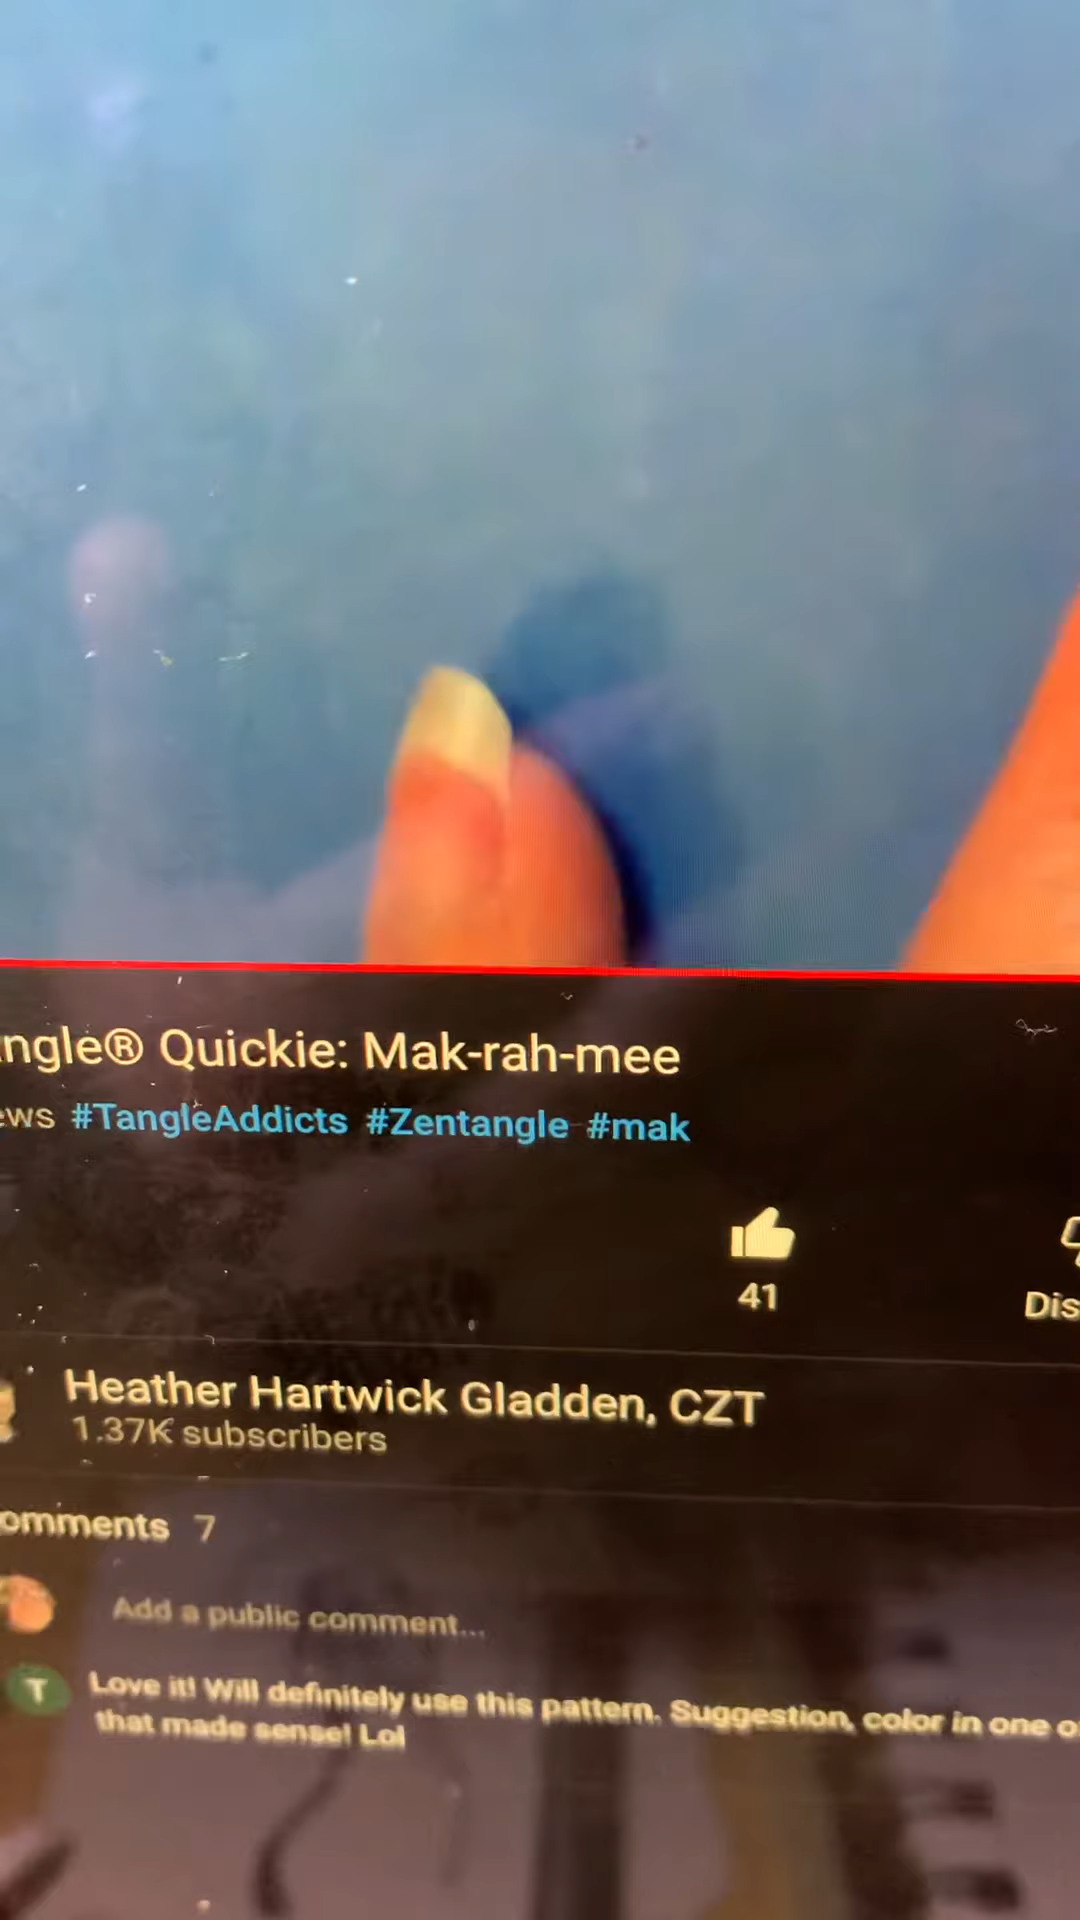 ngle® Quickie: Mak-rah-mee
ews #TangleAddicts #Zentangle #mak
41
Dis
Heather Hartwick Gladden, CZT
1.37K subscribers
omments 7
Add a public comment...
T
Love it! Will definitely use this pattern. Suggestion, color in one o
that made sense! Lol